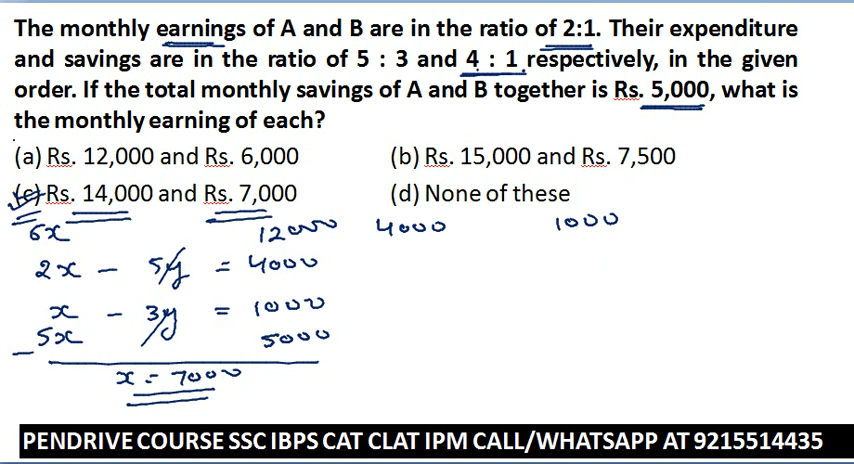 The monthly earnings of A and B are in the ratio of 2:1. Their expenditure
and savings are in the ratio of 5 : 3 and 4 : 1 respectively, in the given
order. If the total monthly savings of A and B together is Rs. 5,000, what is
the monthly earning of each?
(a) Rs. 12,000 and Rs. 6,000 (b) Rs. 15,000 and Rs. 7,500
(c) Rs. 14,000 and Rs. 7,000 (d) None of these
6x 12000 4000 1000
2x - 5y = 4000
x - 3y = 1000
5x 5000
x = 7000
PENDRIVE COURSE SSC IBPS CAT CLAT IPM CALL/WHATSAPP AT 9215514435